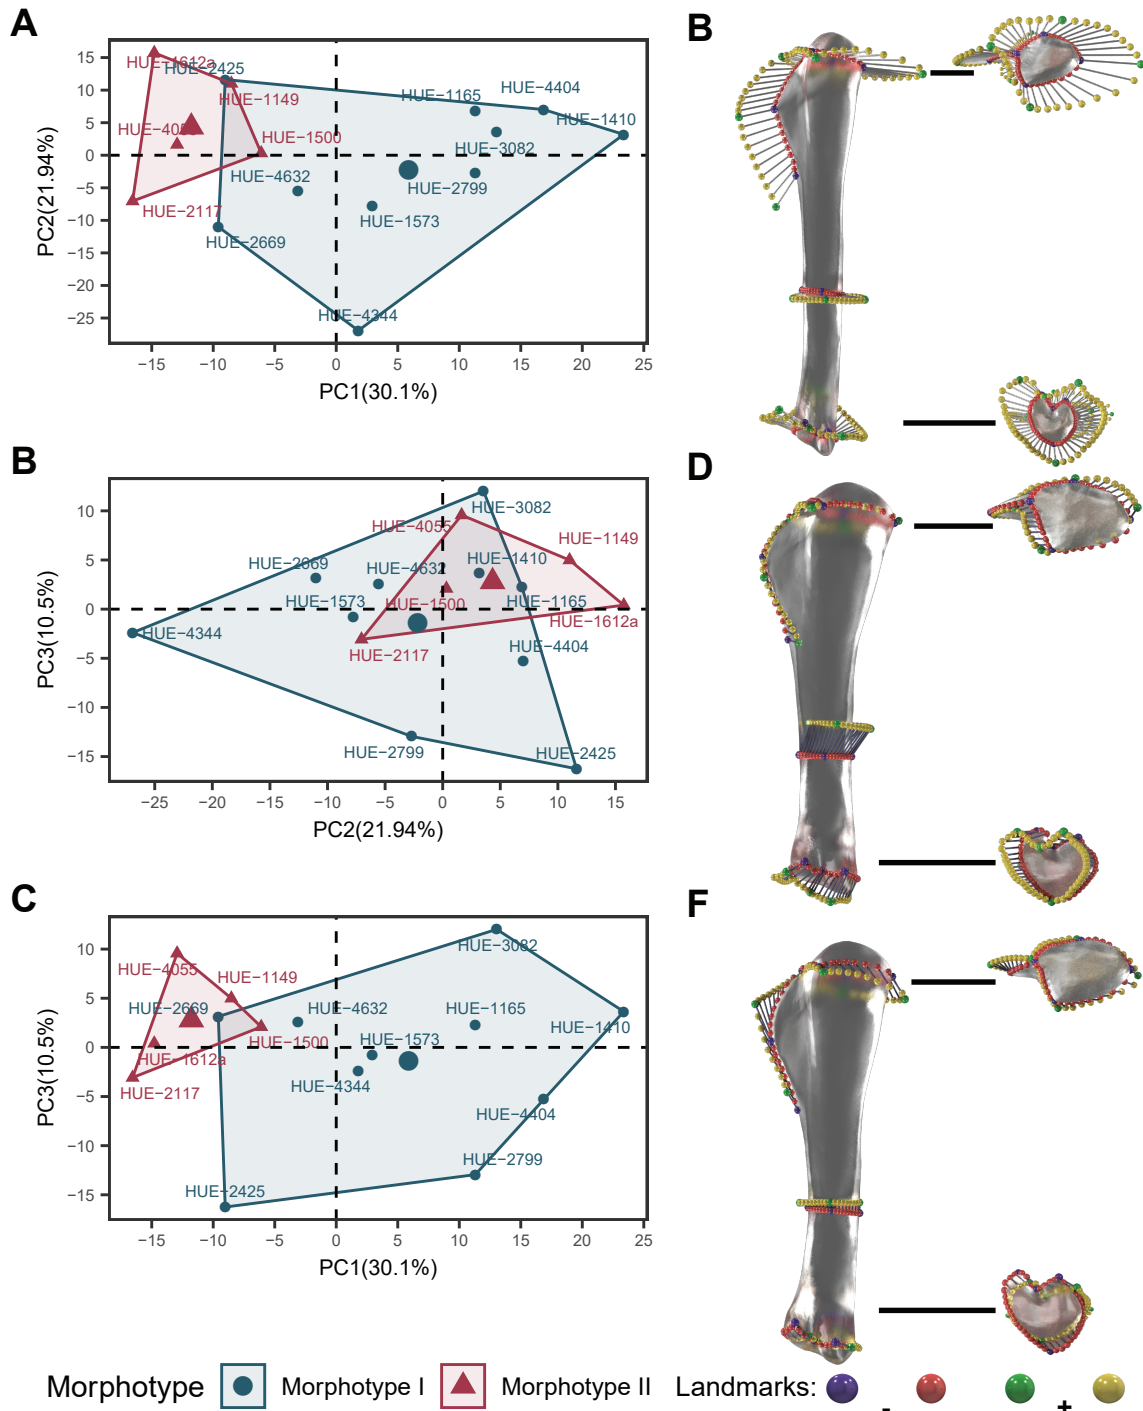 A
15
10
5
0
−5
−10
−15
−20
−25
PC2(21.94%)
HUE−1612a
HUE−2425
HUE−1149
HUE−1165
HUE−4404
HUE−1410
HUE−1500
HUE−3082
HUE−4632
HUE−2799
HUE−2117
HUE−1573
HUE−2669
HUE−4344
−15 −10 −5 0 5 10 15 20 25
PC1(30.1%)
B
B
10
5
0
−5
−10
−15
PC3(10.5%)
HUE−3082
HUE−4055
HUE−1149
HUE−2669
HUE−4632
HUE−1410
HUE−1573
HUE−1500
HUE−1165
HUE−1612a
HUE−4344
HUE−4404
HUE−2117
HUE−2799
HUE−2425
−25 −20 −15 −10 −5 0 5 10 15
PC2(21.94%)
D
C
10
5
0
−5
−10
−15
PC3(10.5%)
HUE−3082
HUE−4055
HUE−1149
HUE−2669
HUE−4632
HUE−1165
HUE−1410
HUE−1500
HUE−1573
HUE−1612a
HUE−4344
HUE−2117
HUE−4404
HUE−2799
HUE−2425
−15 −10 −5 0 5 10 15 20 25
PC1(30.1%)
F
Morphotype Morphotype I Morphotype II Landmarks: - +